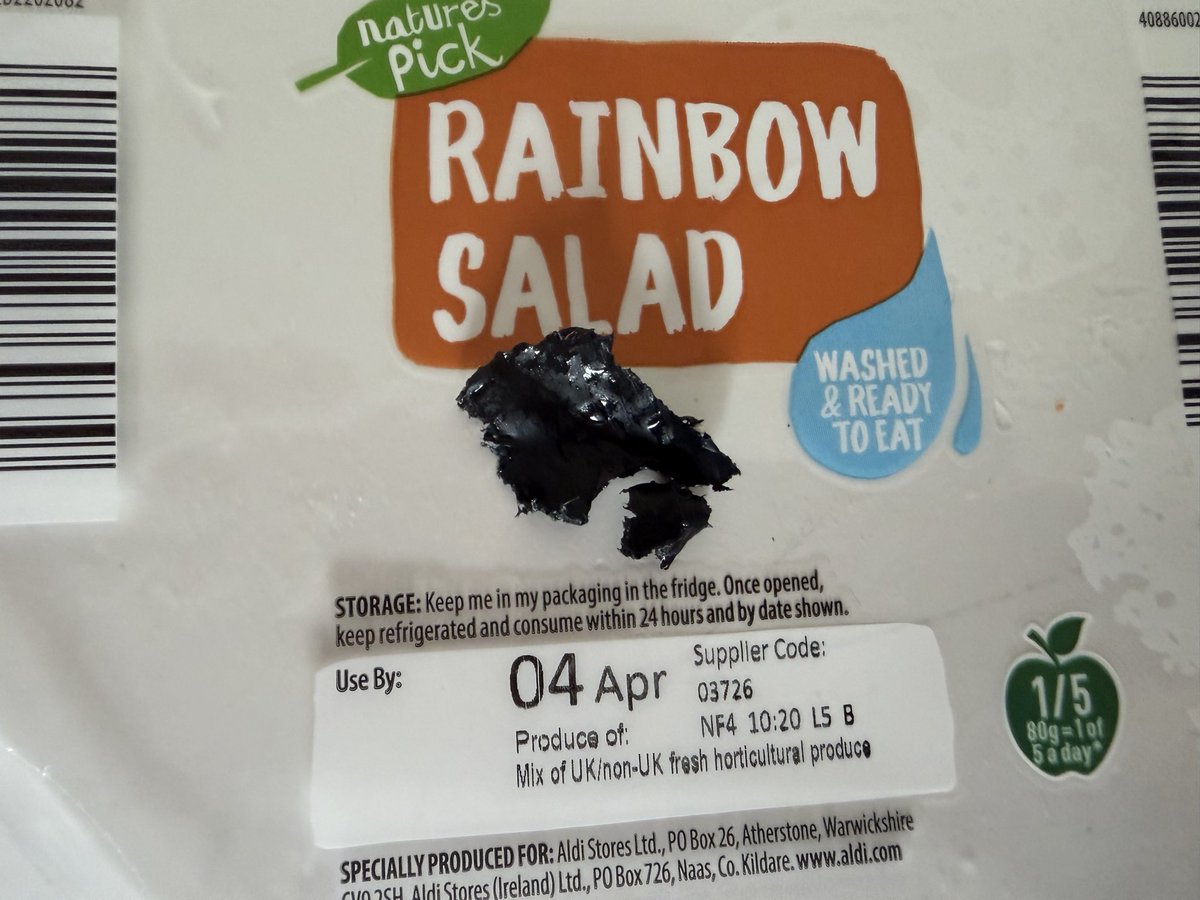 natures
pick
RAINBOW
SALAD
WASHED
& READY
TO EAT
STORAGE: Keep me in my packaging in the fridge. Once opened,
keep refrigerated and consume within 24 hours and by date shown.
Use By:
04 Apr
Supplier Code:
03726
NF4 10:20 L5 B
Produce of:
Mix of UK/non-UK fresh horticultural produce
1/5
80g=1 of
5 a day*
SPECIALLY PRODUCED FOR: Aldi Stores Ltd., PO Box 26, Atherstone, Warwickshire
CV9 2SH. Aldi Stores (Ireland) Ltd., PO Box 726, Naas, Co. Kildare. www.aldi.com